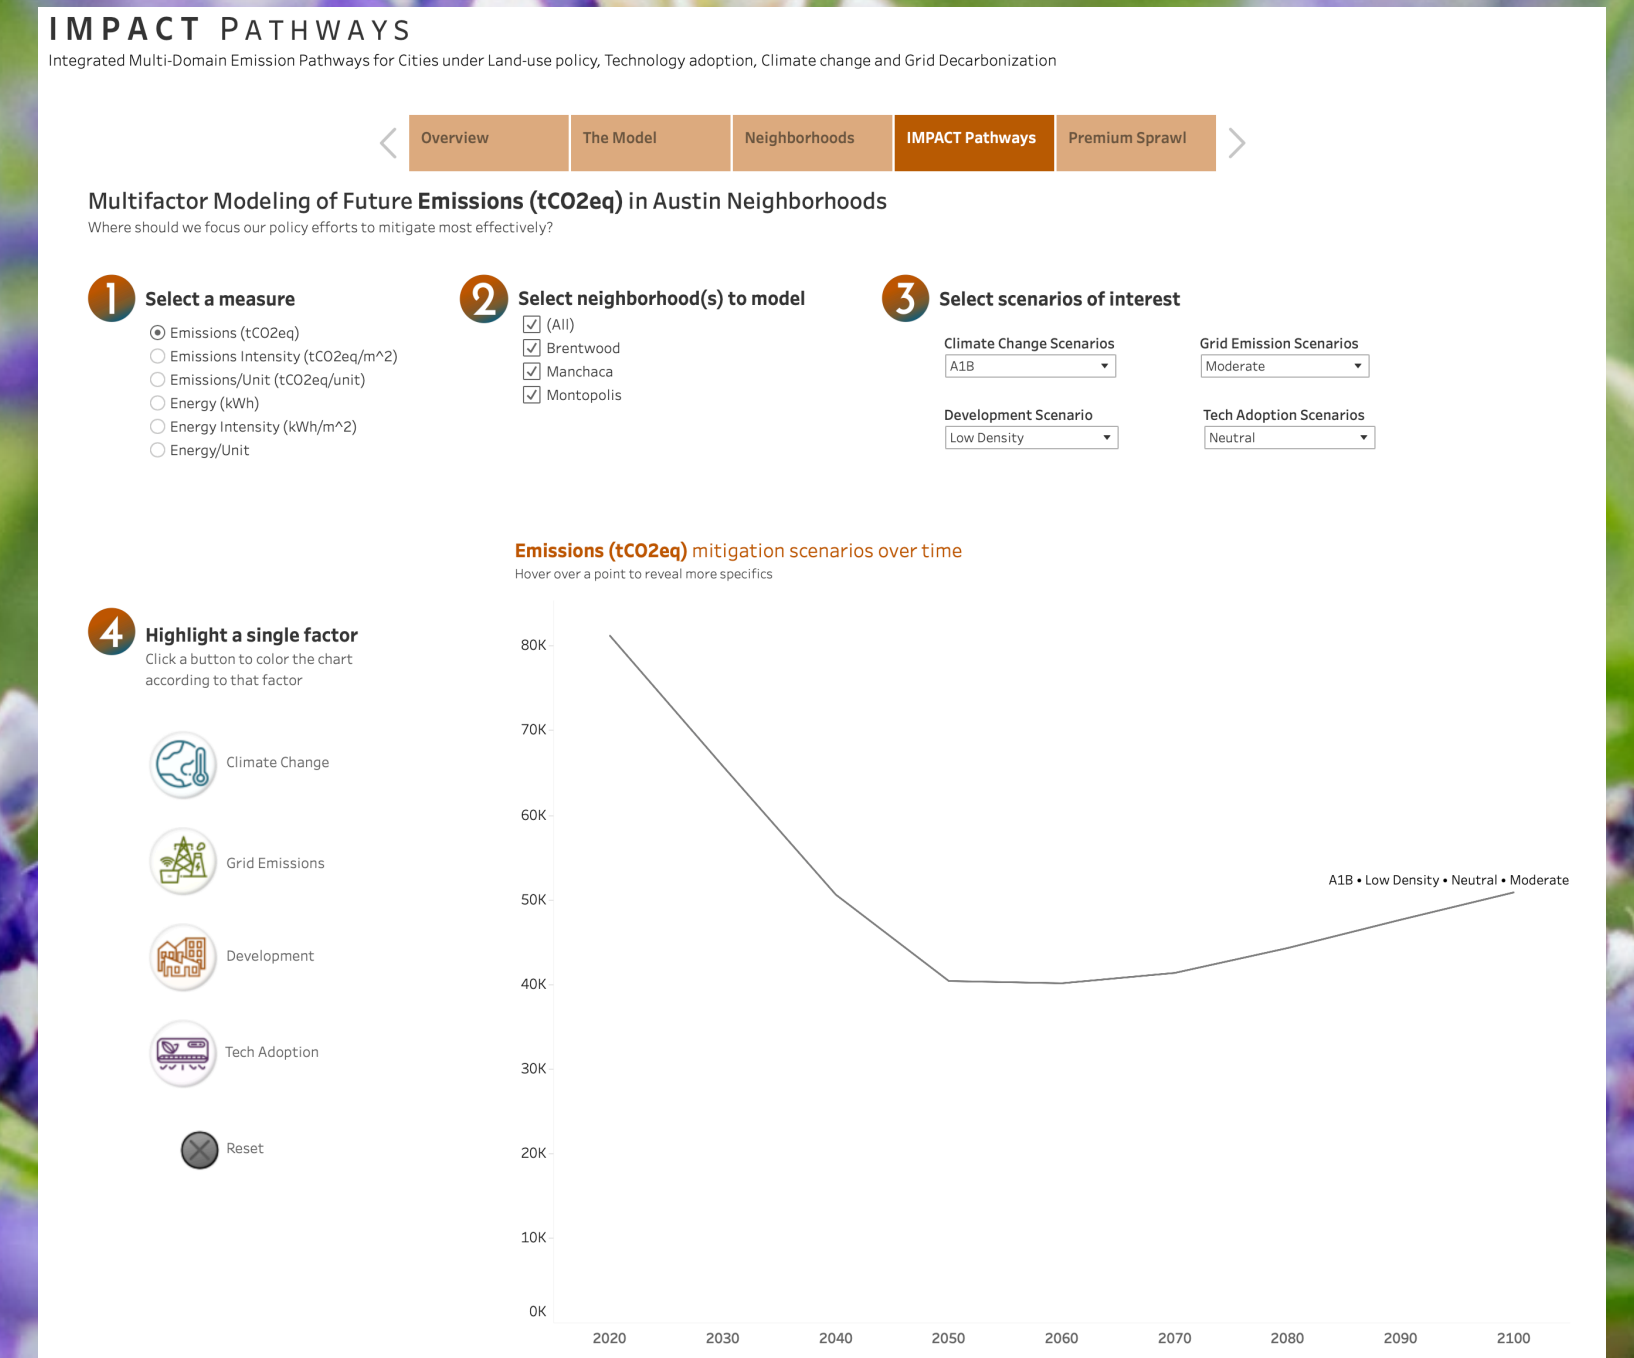 IMPACT PATHWAYS
Integrated Multi-Domain Emission Pathways for Cities under Land-use policy, Technology adoption, Climate change and Grid Decarbonization
Overview
The Model
Neighborhoods
IMPACT Pathways
Premium Sprawl
Multifactor Modeling of Future Emissions (tCO2eq) in Austin Neighborhoods
Where should we focus our policy efforts to mitigate most effectively?
1 Select a measure
Emissions (tCO2eq)
Emissions Intensity (tCO2eq/m^2)
Emissions/Unit (tCO2eq/unit)
Energy (kWh)
Energy Intensity (kWh/m^2)
Energy/Unit
2 Select neighborhood(s) to model
(All)
Brentwood
Manchaca
Montopolis
3 Select scenarios of interest
Climate Change Scenarios
A1B
Grid Emission Scenarios
Moderate
Development Scenario
Low Density
Tech Adoption Scenarios
Neutral
Emissions (tCO2eq) mitigation scenarios over time
Hover over a point to reveal more specifics
4 Highlight a single factor
Click a button to color the chart
according to that factor
Climate Change
Grid Emissions
Development
Tech Adoption
Reset
80K
70K
60K
50K
40K
30K
20K
10K
0K
A1B • Low Density • Neutral • Moderate
2020 2030 2040 2050 2060 2070 2080 2090 2100